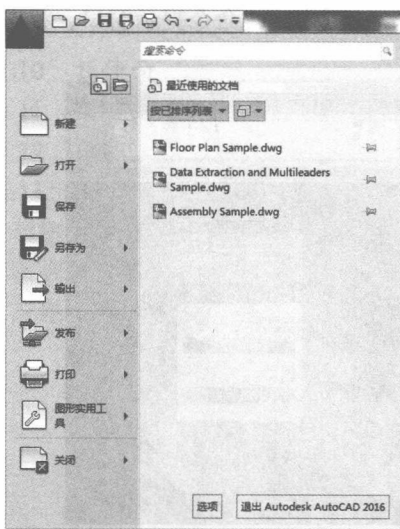 搜索命令
最近使用的文档
按已排序列表
新建
打开
保存
另存为
输出
发布
打印
图形实用工
具
关闭
Floor Plan Sample.dwg
Data Extraction and Multileaders
Sample.dwg
Assembly Sample.dwg
选项
退出 Autodesk AutoCAD 2016